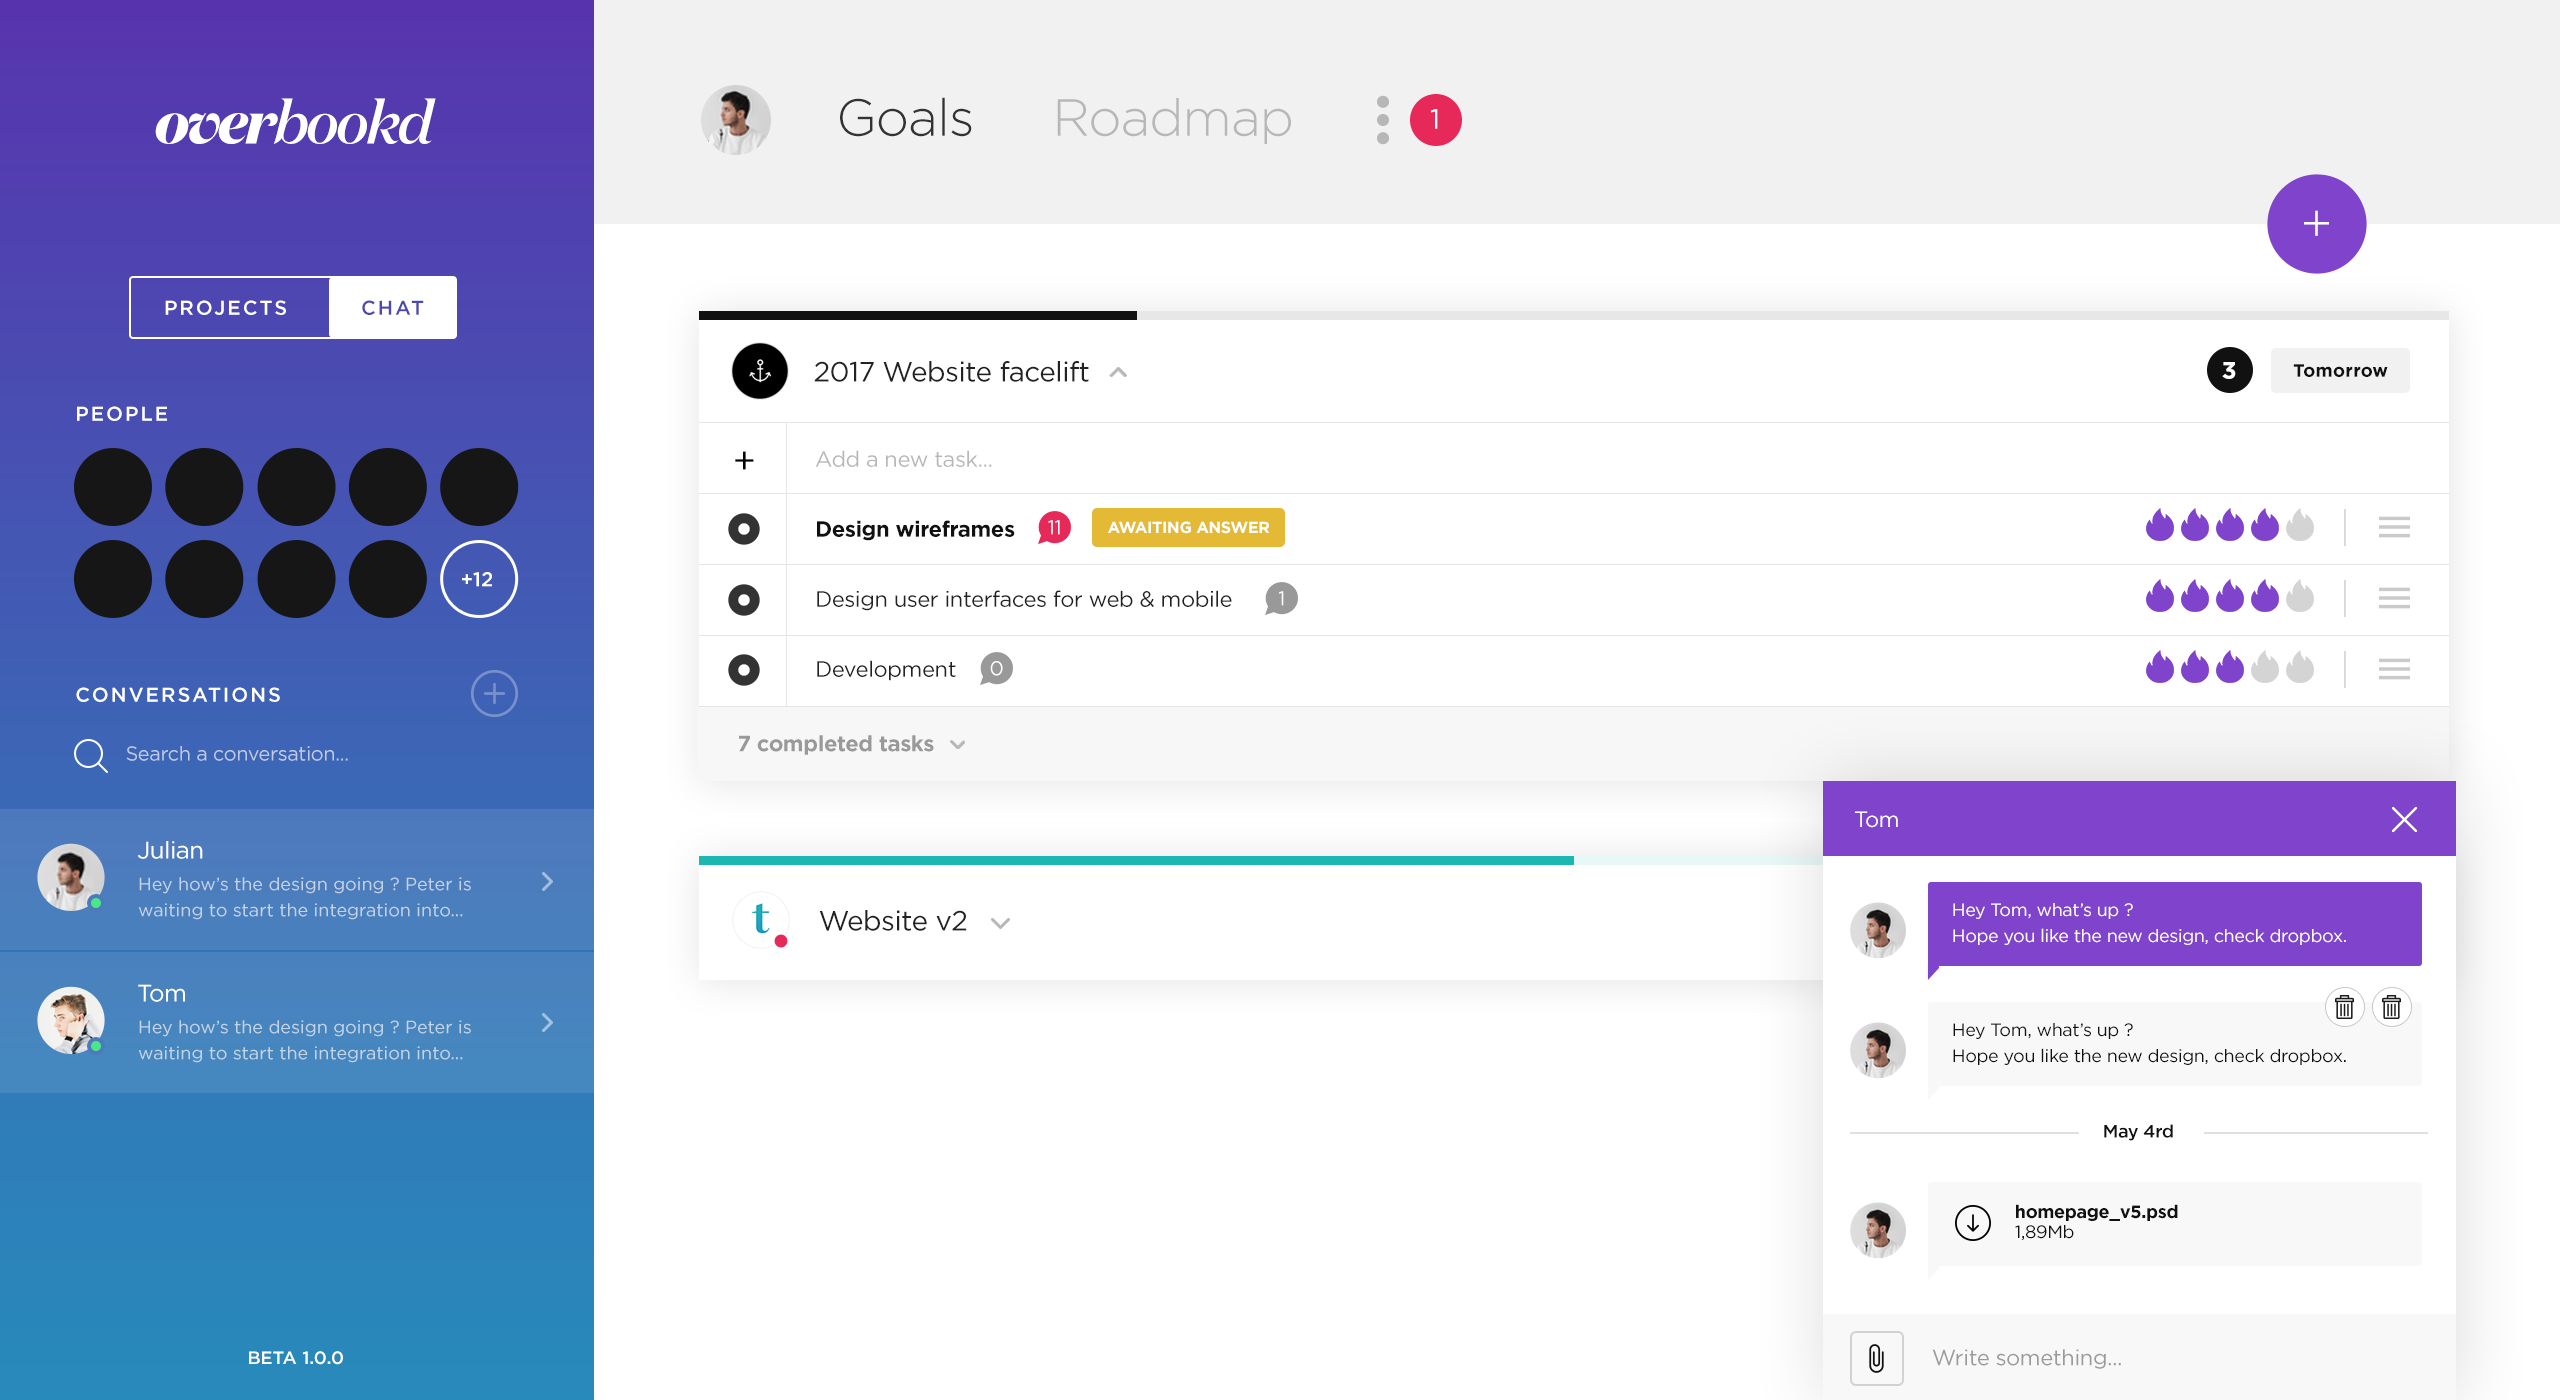 overbookd
PROJECTS
CHAT
PEOPLE
+12
CONVERSATIONS
Search a conversation...
Julian
Hey how's the design going ? Peter is
waiting to start the integration into...
Tom
Hey how's the design going ? Peter is
waiting to start the integration into...
BETA 1.0.0
Goals
Roadmap
1
2017 Website facelift
3
Tomorrow
Add a new task...
Design wireframes
11
AWAITING ANSWER
Design user interfaces for web & mobile
1
Development
0
7 completed tasks
t
Website v2
Tom
Hey Tom, what's up ?
Hope you like the new design, check dropbox.
Hey Tom, what's up ?
Hope you like the new design, check dropbox.
May 4rd
homepage_v5.psd
1,89Mb
Write something...